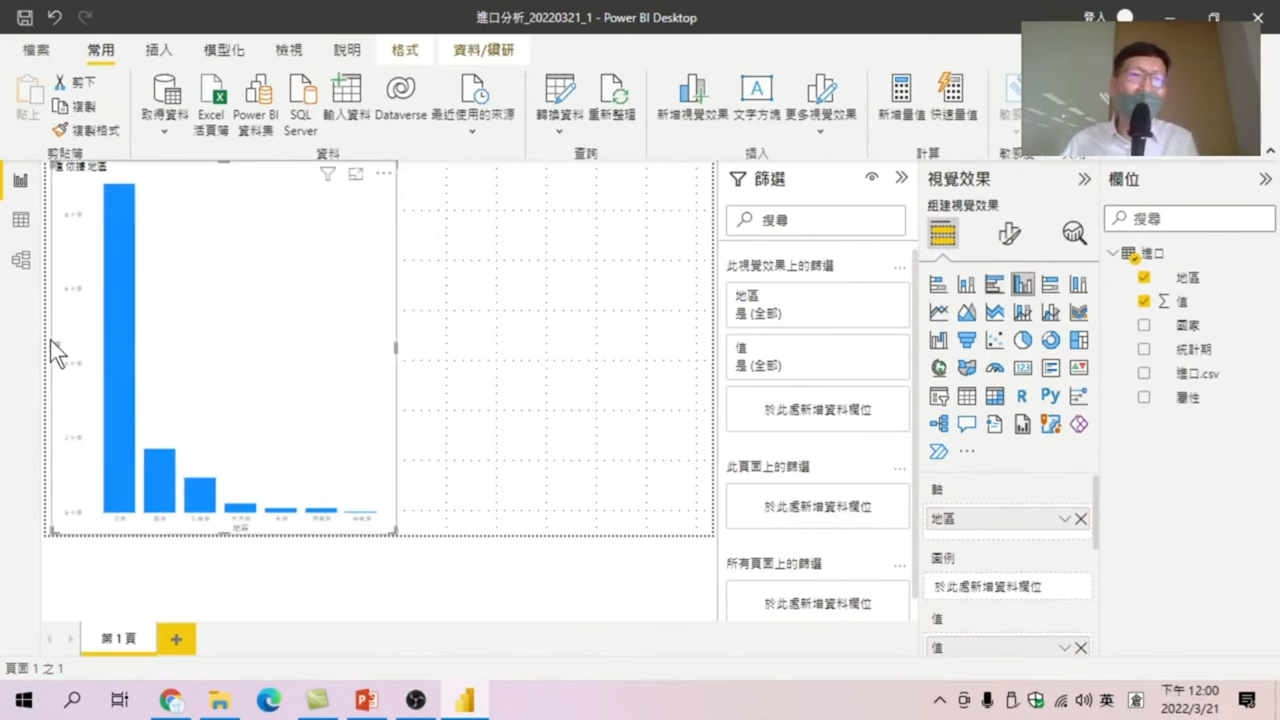 進口分析_20220321_1 - Power BI Desktop
登入
檔案 常用 插入 模型化 檢視 說明 格式 資料/鑽研
貼上
剪下
複製
複製格式
取得資料
Excel 活頁簿
Power BI 資料集
SQL Server
輸入資料
Dataverse
最近使用的來源
轉換資料
重新整理
新增視覺效果
文字方塊
更多視覺效果
新增量值
快速量值
剪貼簿
資料
查詢
插入
計算
值 依據 地區
地區
篩選
搜尋
此視覺效果上的篩選
地區
是 (全部)
值
是 (全部)
於此處新增資料欄位
此頁面上的篩選
於此處新增資料欄位
所有頁面上的篩選
於此處新增資料欄位
視覺效果
組建視覺效果
123
R
Py
軸
地區
圖例
於此處新增資料欄位
值
值
欄位
搜尋
進口
地區
Σ 值
國家
統計期
進口.csv
屬性
第 1 頁
頁面 1 之 1
英
倉
下午 12:00
2022/3/21